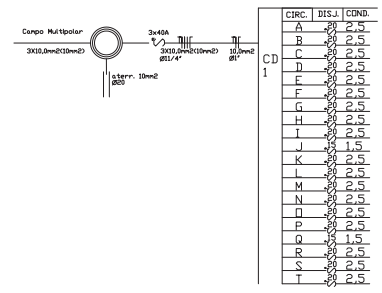 Campo Multipolar
3X10,0mm2(10mm2)
aterr. 10mm2
Ø20
3x40A
3X10,0mm2(10mm2)
Ø11/4"
10,0mm2
Ø1"
CD
1
CIRC. DISJ. COND.
A 20 2,5
B 20 2,5
C 20 2,5
D 20 2,5
E 20 2,5
F 20 2,5
G 20 2,5
H 20 2,5
I 20 2,5
J 15 1,5
K 20 2,5
L 20 2,5
M 20 2,5
N 20 2,5
O 20 2,5
P 20 2,5
Q 15 1,5
R 20 2,5
S 20 2,5
T 20 2,5